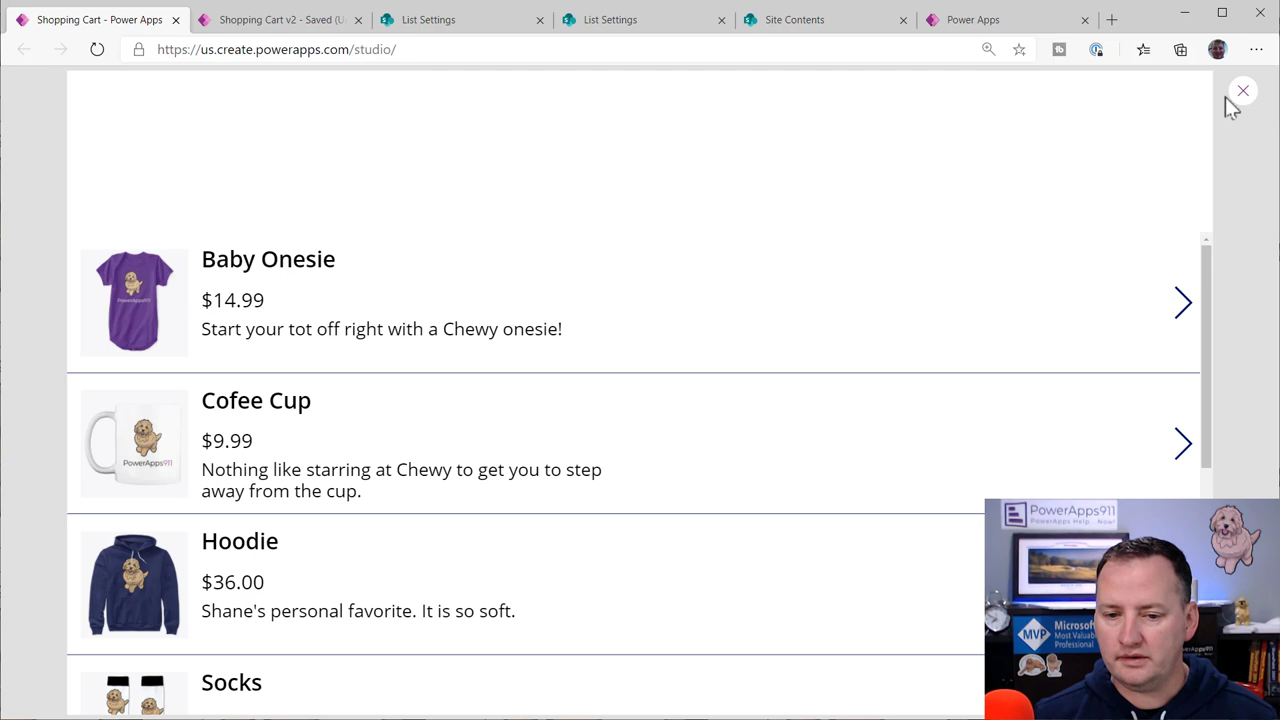 Shopping Cart - Power Apps
Shopping Cart v2 - Saved (U
List Settings
List Settings
Site Contents
Power Apps
https://us.create.powerapps.com/studio/
Baby Onesie
$14.99
Start your tot off right with a Chewy onesie!
PowerApps911
Cofee Cup
$9.99
Nothing like starring at Chewy to get you to step
away from the cup.
PowerApps911
Hoodie
$36.00
Shane's personal favorite. It is so soft.
Socks
PowerApps911
PowerApps Help...Now!
Microsoft
MVP
Most Valuable
Professional